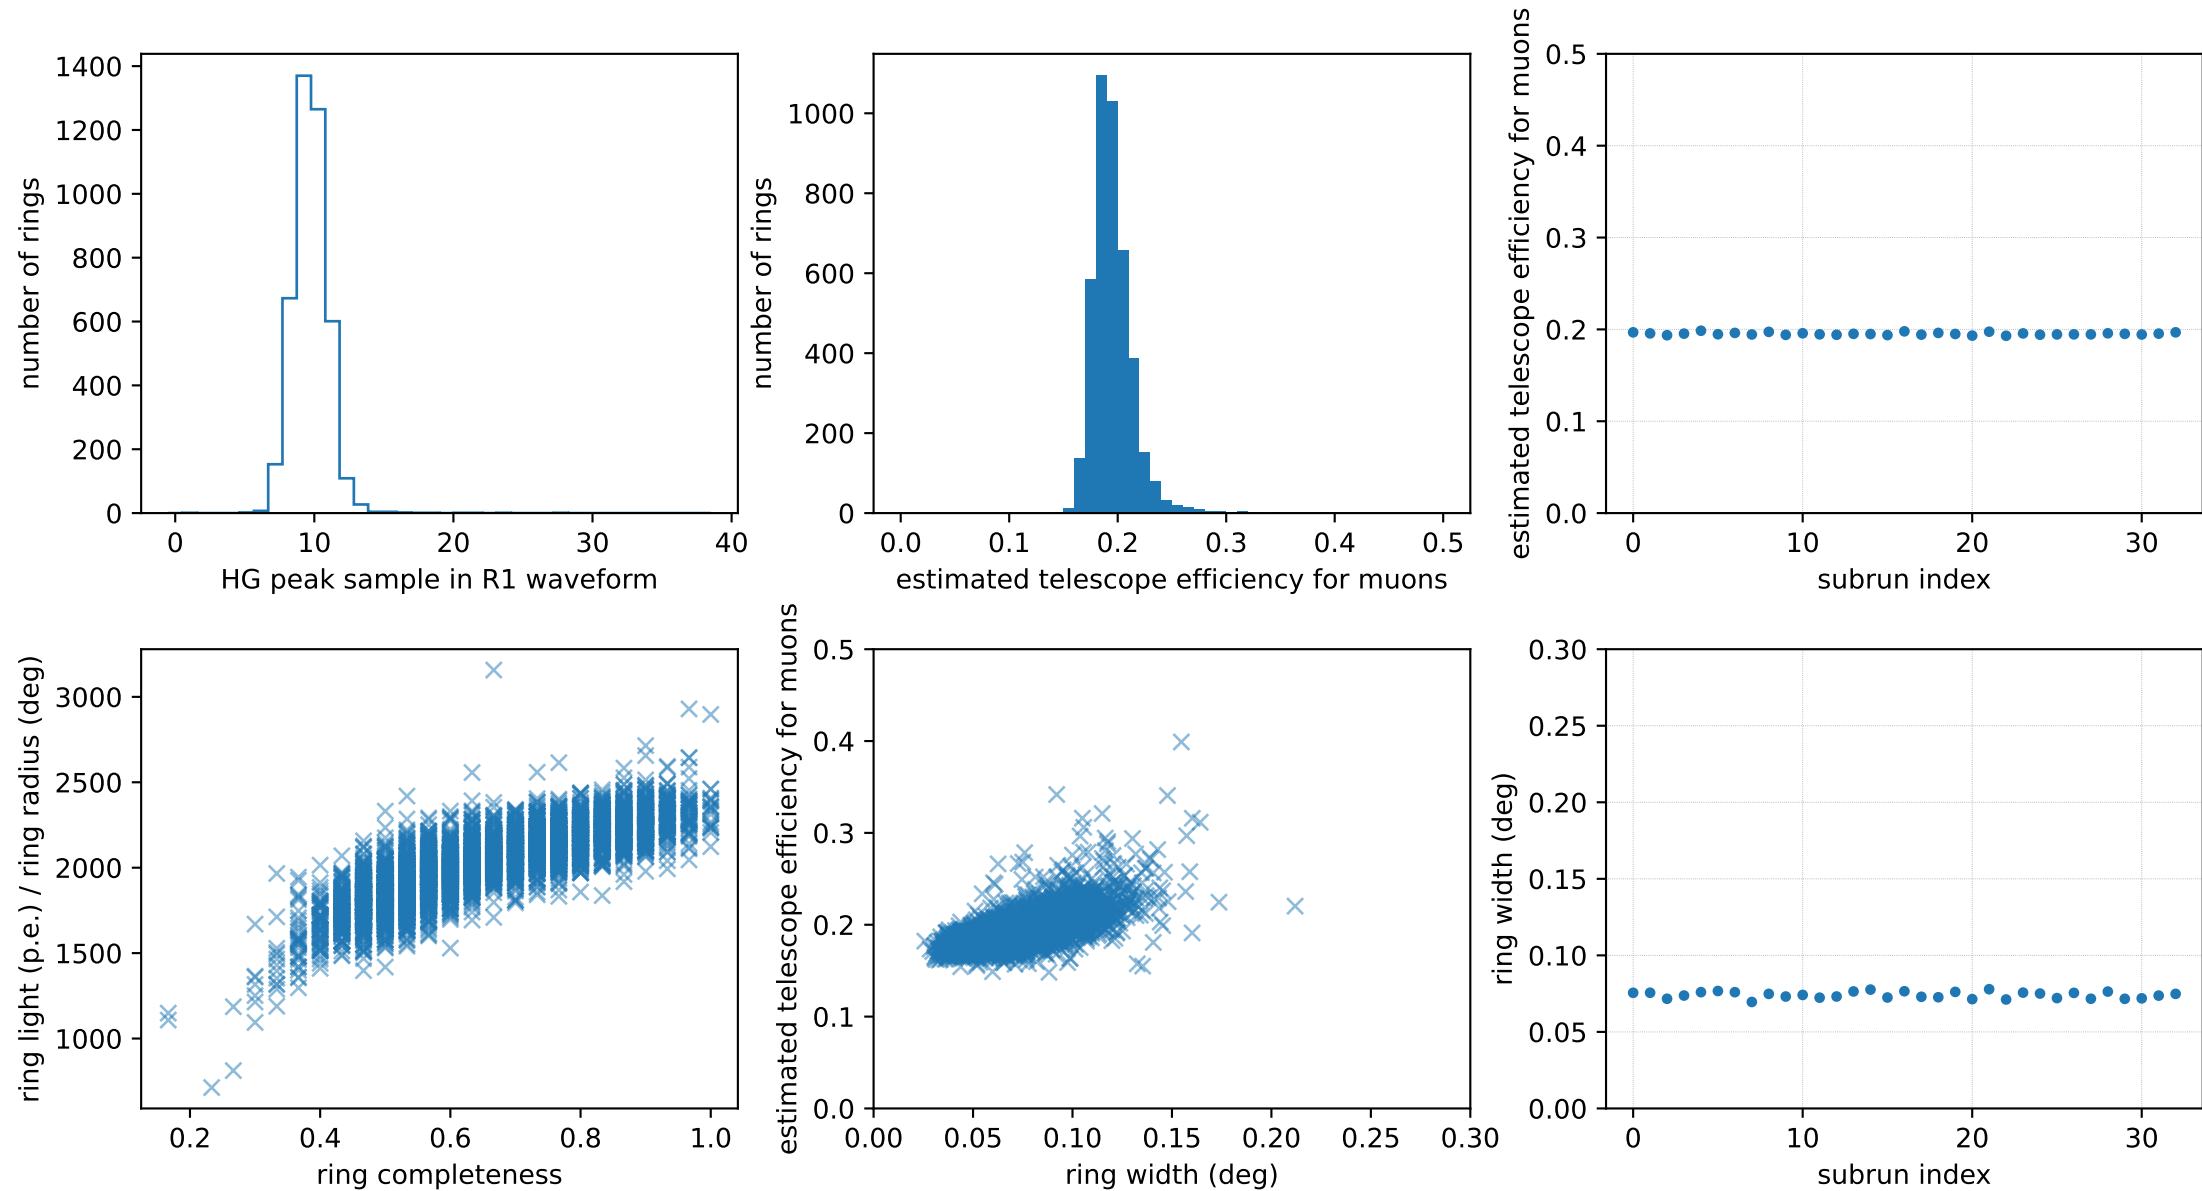 1400
1200
1000
800
600
400
200
0
number of rings
0 10 20 30 40
HG peak sample in R1 waveform
1000
800
600
400
200
0
number of rings
0.0 0.1 0.2 0.3 0.4 0.5
estimated telescope efficiency for muons
0.5
0.4
0.3
0.2
0.1
0.0
estimated telescope efficiency for muons
0 10 20 30
subrun index
3000
2500
2000
1500
1000
ring light (p.e.) / ring radius (deg)
0.2 0.4 0.6 0.8 1.0
ring completeness
0.5
0.4
0.3
0.2
0.1
0.0
estimated telescope efficiency for muons
0.00 0.05 0.10 0.15 0.20 0.25 0.30
ring width (deg)
0.30
0.25
0.20
0.15
0.10
0.05
0.00
ring width (deg)
0 10 20 30
subrun index